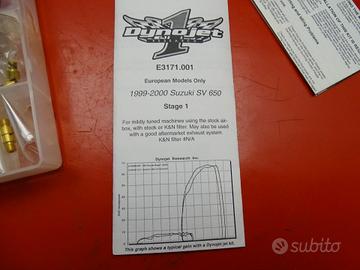 Dynojet
RESEARCH
E3171.001
European Models Only
1999-2000 Suzuki SV 650
Stage 1
For mildly tuned machines using the stock air-
box, with stock or K&N filter. May also be used
with a good aftermarket exhaust system.
K&N filter #N/A
Dynojet Research Inc.
This graph shows a typical gain with a Dynojet jet kit.
subito